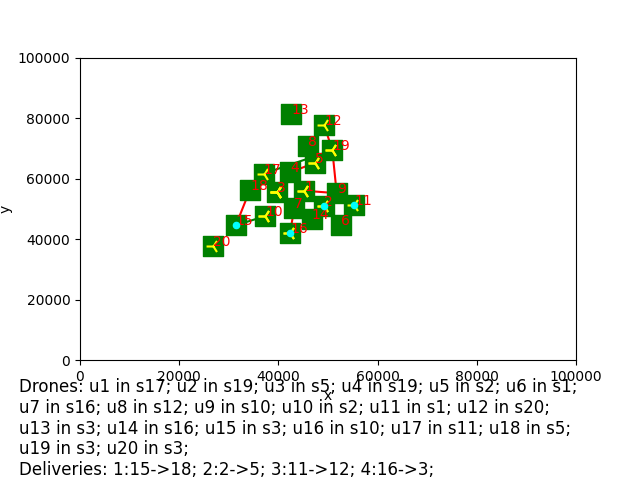 100000
80000
60000
40000
20000
0
y
13
12
19
17
18
15
20
10
11
16
0 20000 40000 60000 80000 100000
x
Drones: u1 in s17; u2 in s19; u3 in s5; u4 in s19; u5 in s2; u6 in s1;
u7 in s16; u8 in s12; u9 in s10; u10 in s2; u11 in s1; u12 in s20;
u13 in s3; u14 in s16; u15 in s3; u16 in s10; u17 in s11; u18 in s5;
u19 in s3; u20 in s3;
Deliveries: 1:15->18; 2:2->5; 3:11->12; 4:16->3;